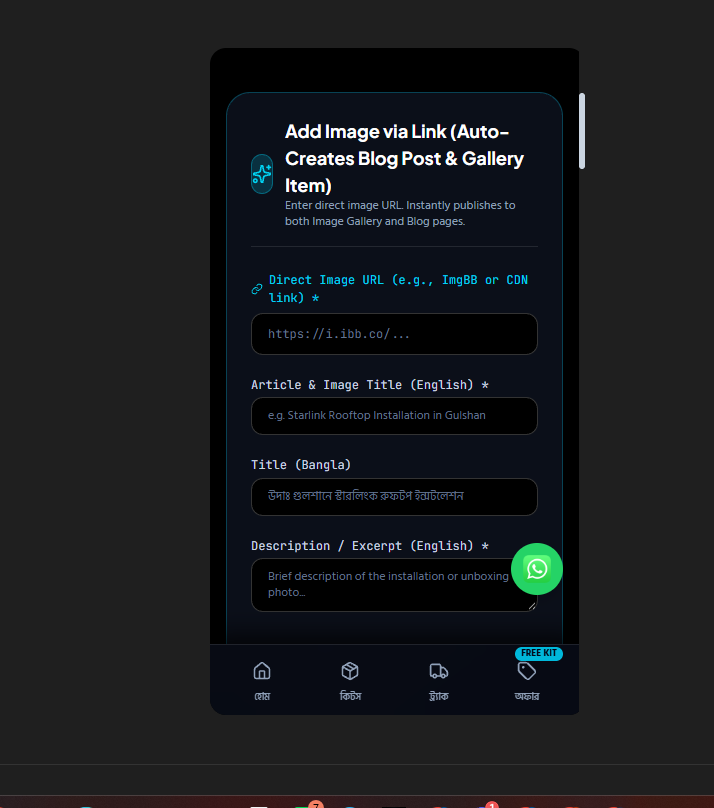 Add Image via Link (Auto-
Creates Blog Post & Gallery
Item)
Enter direct image URL. Instantly publishes to
both Image Gallery and Blog pages.
Direct Image URL (e.g., ImgBB or CDN
link) *
https://i.ibb.co/...
Article & Image Title (English) *
e.g. Starlink Rooftop Installation in Gulshan
Title (Bangla)
উদাঃ গুলশানে স্টারলিংক রুফটপ ইন্সটলেশন
Description / Excerpt (English) *
Brief description of the installation or unboxing
photo...
FREE KIT
হোম
কিটস
ট্র্যাক
অফার
7
1